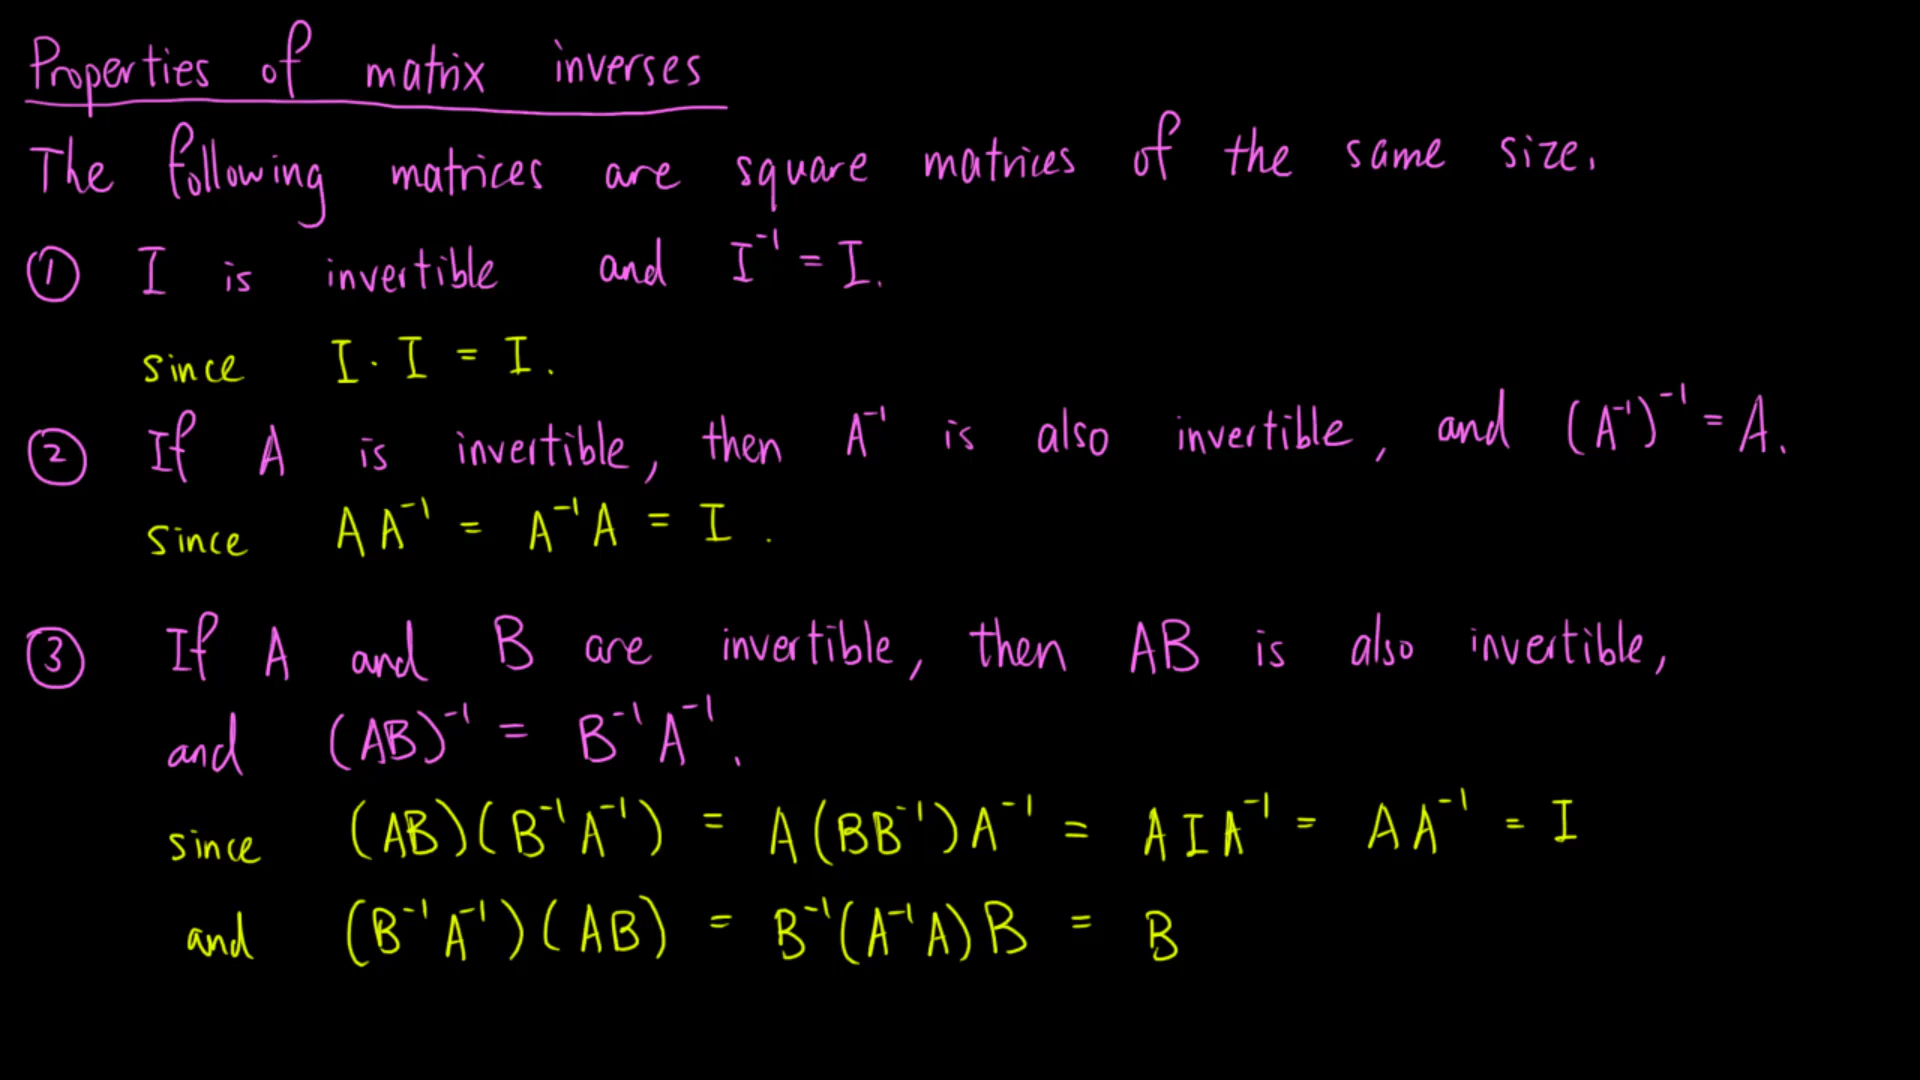 Properties of matrix inverses
The following matrices are square matrices of the same size.
① I is invertible and I⁻¹ = I.
since I · I = I.
② If A is invertible, then A⁻¹ is also invertible, and (A⁻¹)⁻¹ = A.
since AA⁻¹ = A⁻¹A = I.
③ If A and B are invertible, then AB is also invertible,
and (AB)⁻¹ = B⁻¹A⁻¹.
since (AB)(B⁻¹A⁻¹) = A(BB⁻¹)A⁻¹ = AIA⁻¹ = AA⁻¹ = I
and (B⁻¹A⁻¹)(AB) = B⁻¹(A⁻¹A)B = B